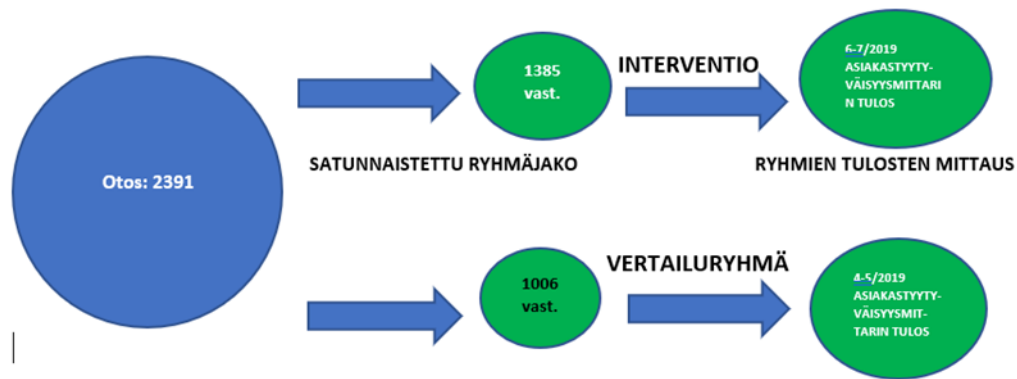 Otos: 2391
1385
vast.
INTERVENTIO
6-7/2019
ASIAKASTYYTY-
VÄISYYSMITTARI
N TULOS
SATUNNAISTETTU RYHMÄJAKO
RYHMIEN TULOSTEN MITTAUS
1006
vast.
VERTAILURYHMÄ
4-5/2019
ASIAKASTYYTY-
VÄISYYSMIT-
TARIN TULOS